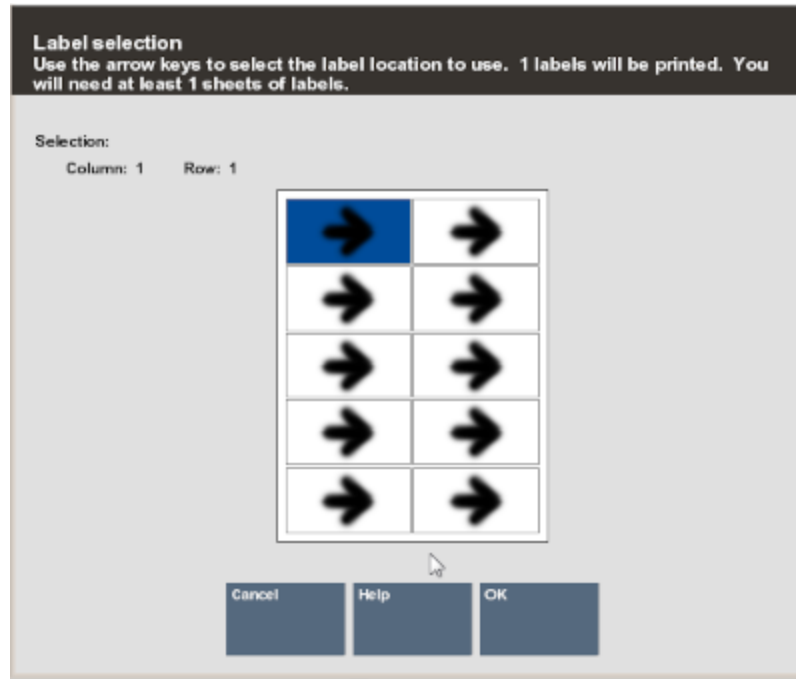 Label selection
Use the arrow keys to select the label location to use. 1 labels will be printed. You
will need at least 1 sheets of labels.
Selection:
Column: 1 Row: 1
Cancel Help OK